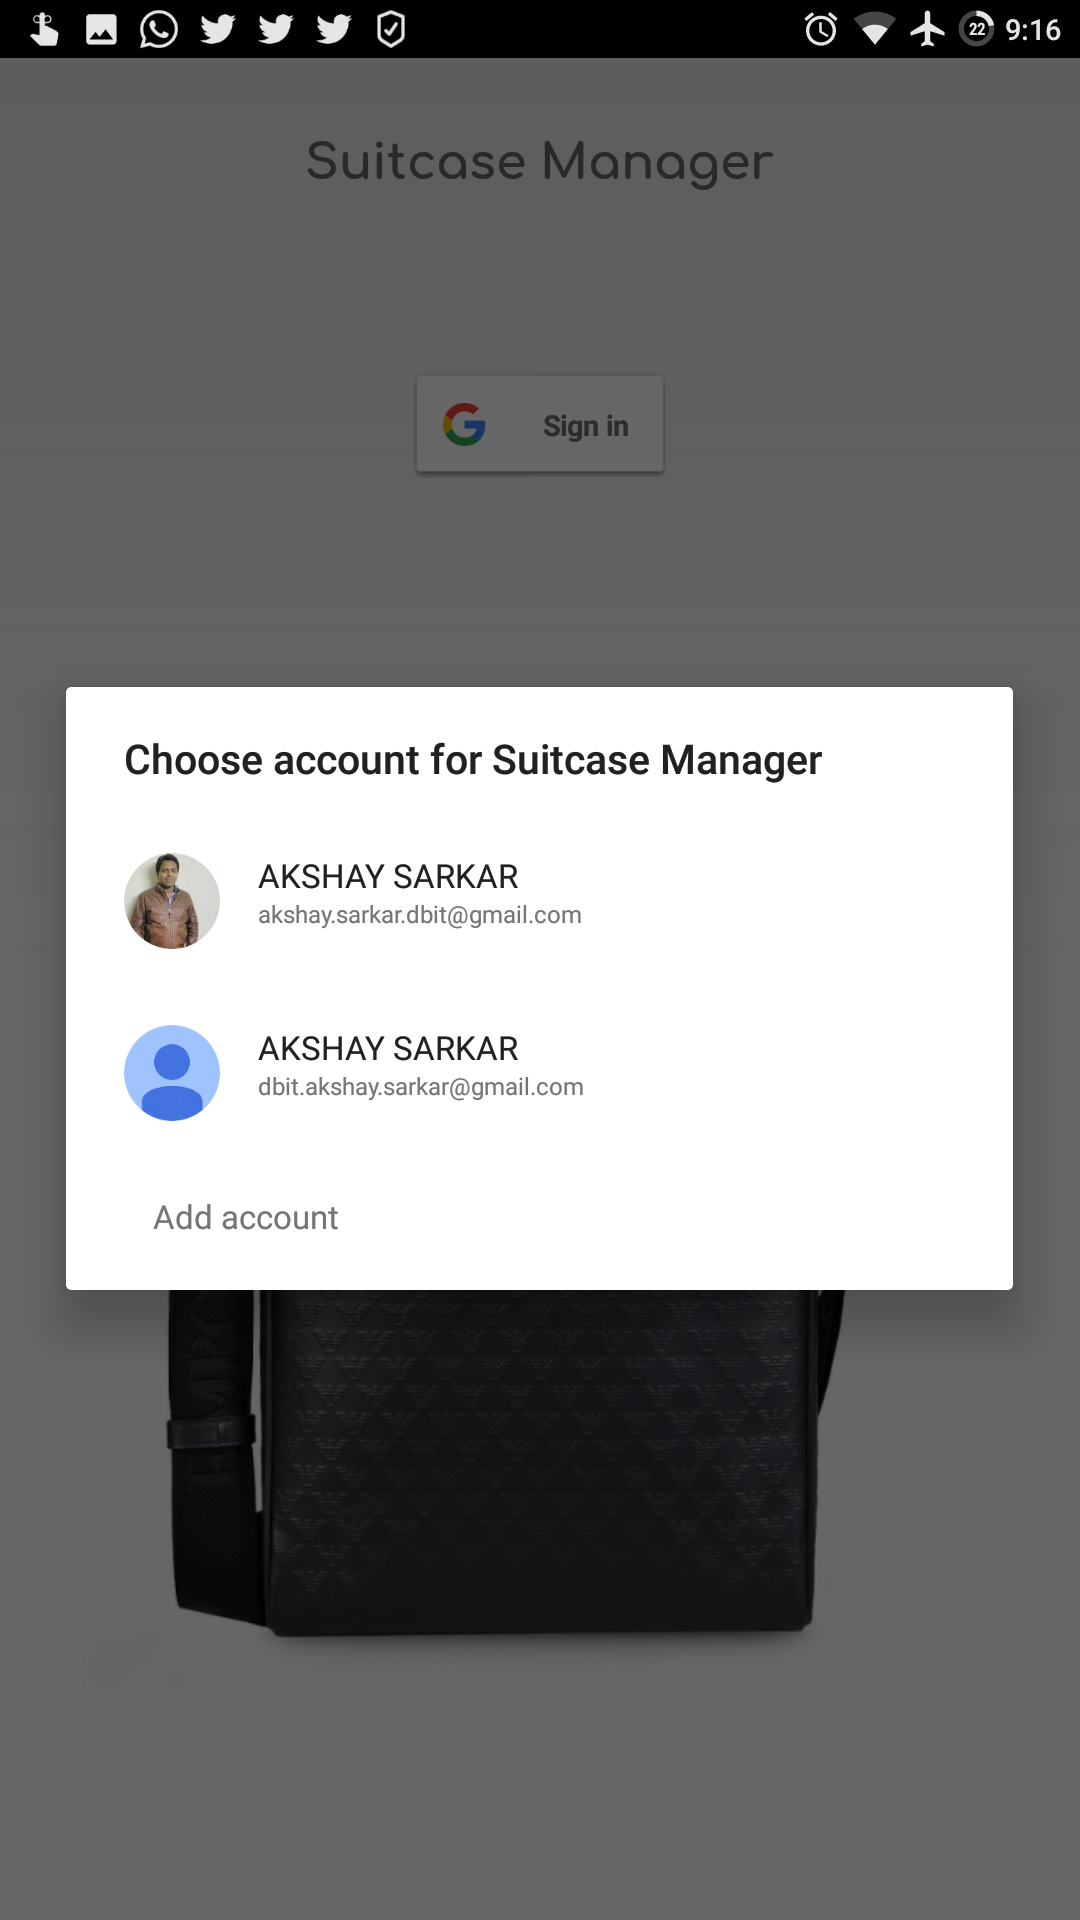 22 9:16
Suitcase Manager
Sign in
Choose account for Suitcase Manager
AKSHAY SARKAR
akshay.sarkar.dbit@gmail.com
AKSHAY SARKAR
dbit.akshay.sarkar@gmail.com
Add account